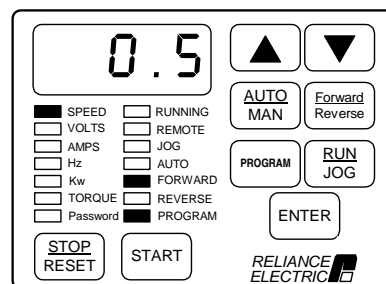 0.5
SPEED
VOLTS
AMPS
Hz
Kw
TORQUE
Password
RUNNING
REMOTE
JOG
AUTO
FORWARD
REVERSE
PROGRAM
AUTO
MAN
Forward
Reverse
PROGRAM
RUN
JOG
ENTER
STOP
RESET
START
RELIANCE
ELECTRIC